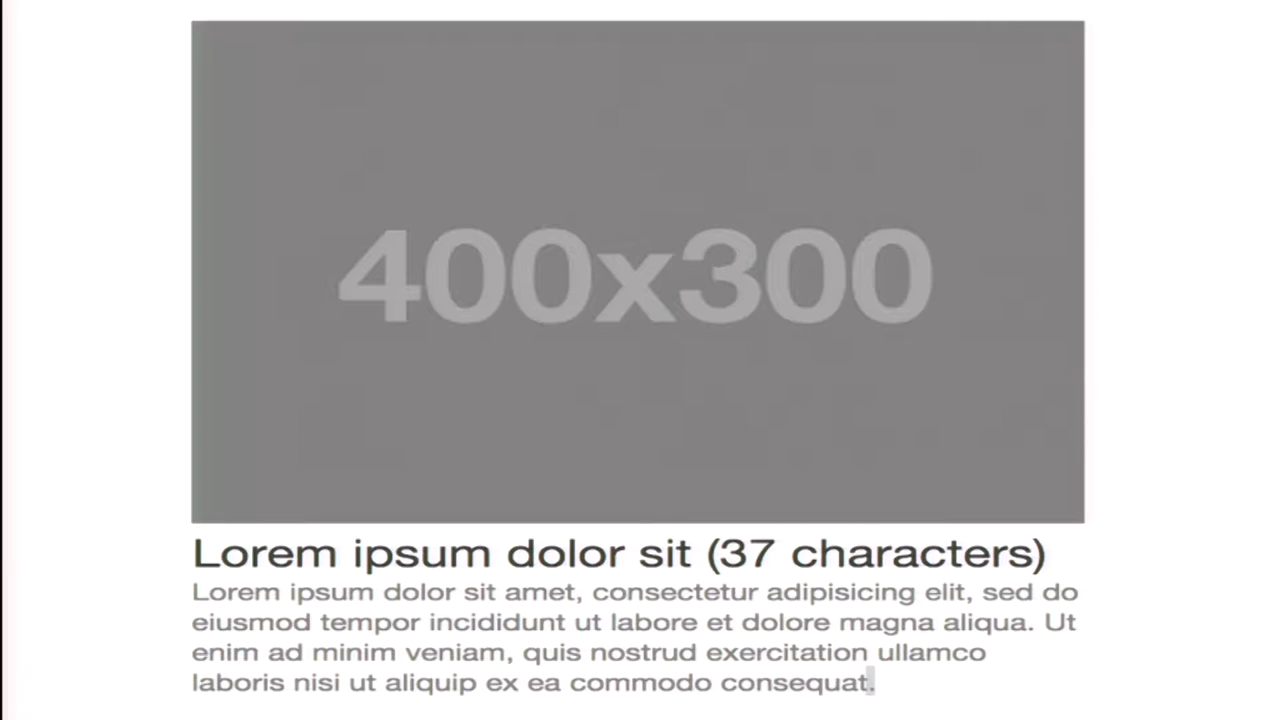 400x300
Lorem ipsum dolor sit (37 characters)
Lorem ipsum dolor sit amet, consectetur adipisicing elit, sed do
eiusmod tempor incididunt ut labore et dolore magna aliqua. Ut
enim ad minim veniam, quis nostrud exercitation ullamco
laboris nisi ut aliquip ex ea commodo consequat.